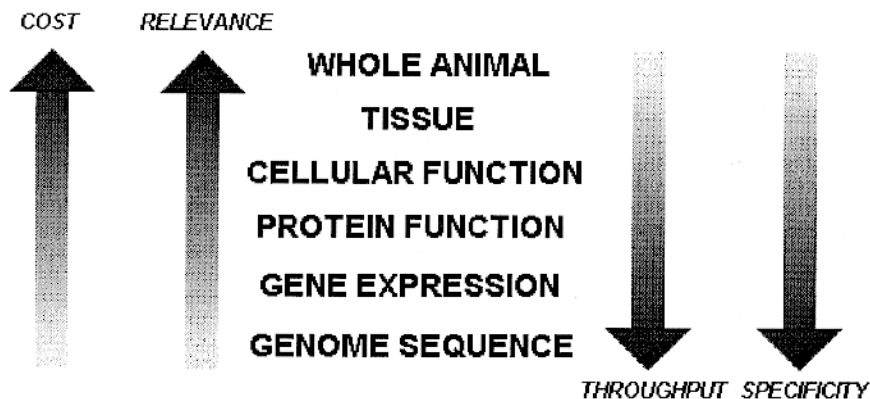 COST RELEVANCE
WHOLE ANIMAL
TISSUE
CELLULAR FUNCTION
PROTEIN FUNCTION
GENE EXPRESSION
GENOME SEQUENCE
THROUGHPUT SPECIFICITY